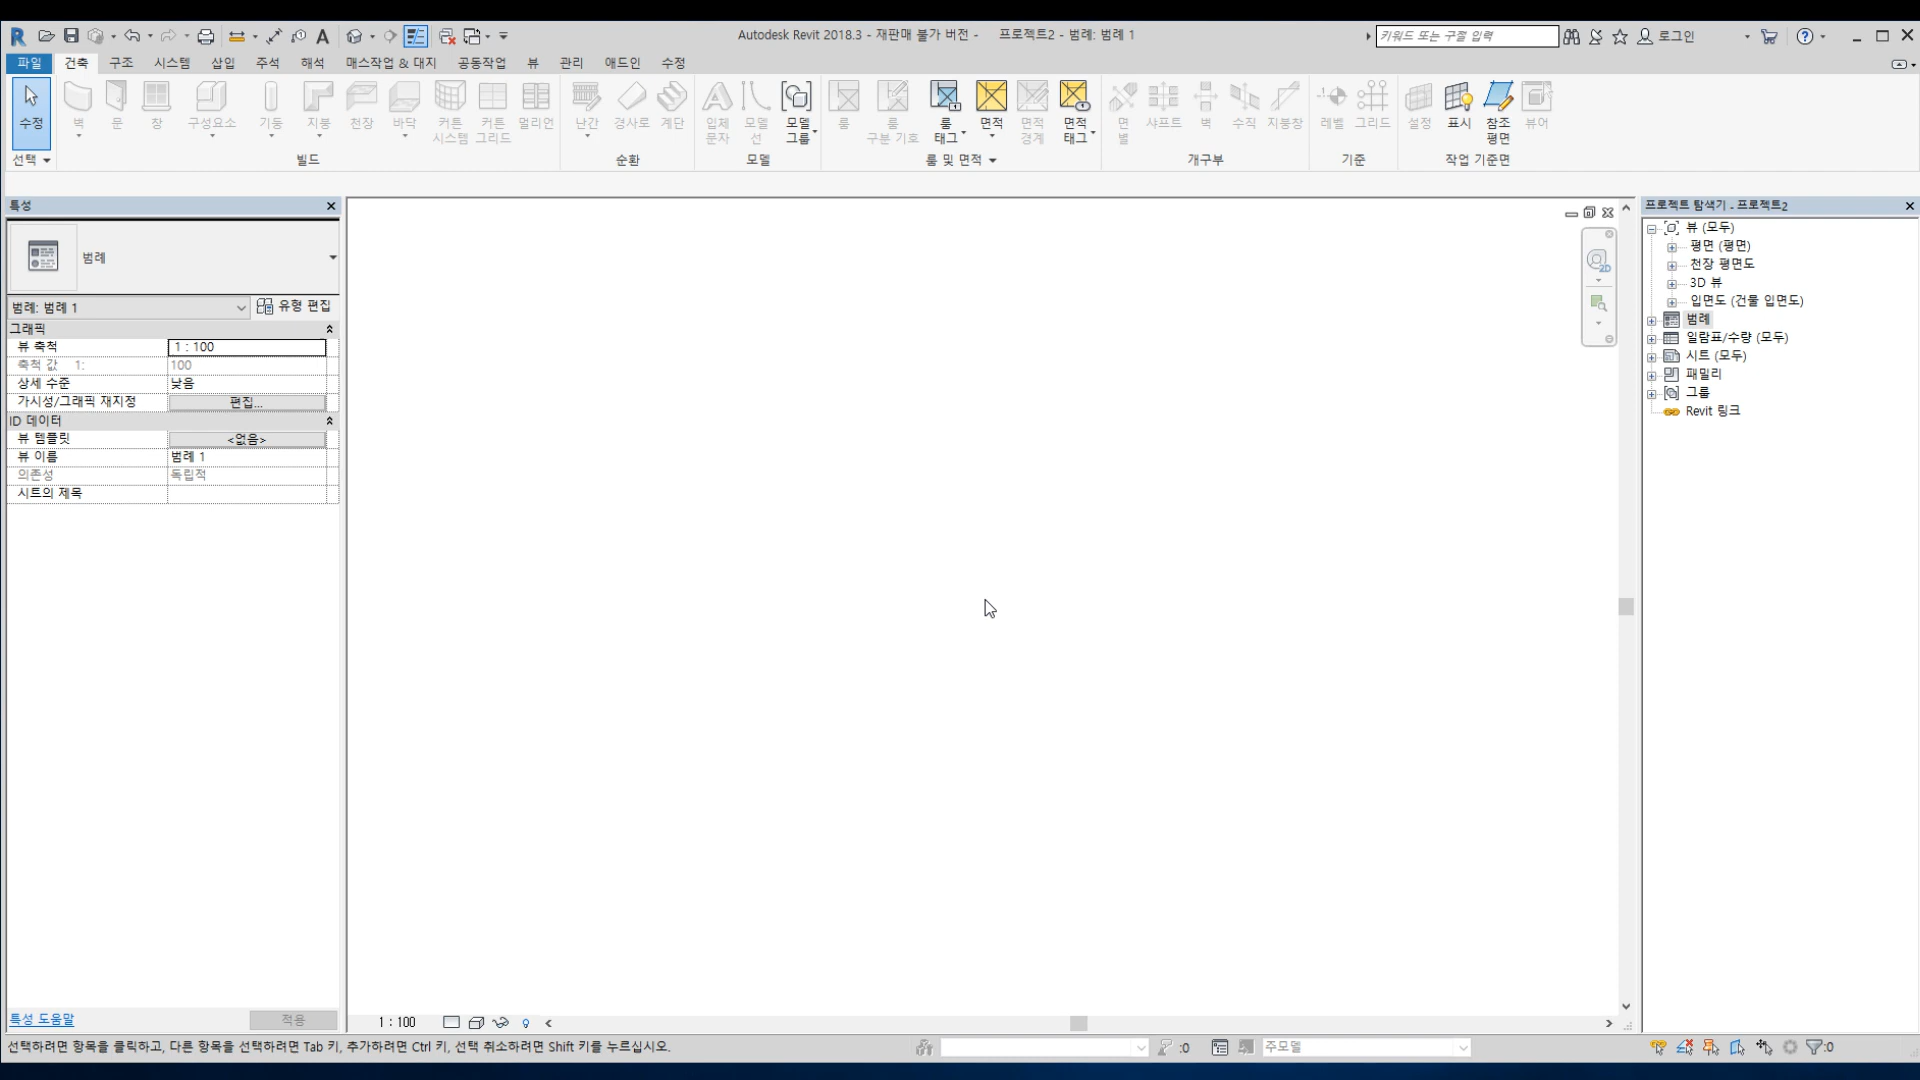 Autodesk Revit 2018.3 - 재판매 불가 버전 - 프로젝트2 - 범례: 범례 1
키워드 또는 구절 입력
로그인
파일 건축 구조 시스템 삽입 주석 해석 매스작업 & 대지 공동작업 뷰 관리 애드인 수정
수정
벽 문 창 구성요소 기둥 지붕 천장 바닥 커튼 시스템 커튼 그리드 멀리언
난간 경사로 계단
입체 문자 모델 선 모델 그룹
룸 룸 구분 기호 룸 태그 면적 면적 경계 면적 태그
면별 샤프트 벽 수직 지붕창
레벨 그리드
설정 표시 참조 평면 뷰어
선택 빌드 순환 모델 룸 및 면적 개구부 기준 작업 기준면
특성
범례
범례: 범례 1
유형 편집
그래픽
뷰 축척 1 : 100
축척 값 1: 100
상세 수준 낮음
가시성/그래픽 재지정 편집...
ID 데이터
뷰 템플릿 <없음>
뷰 이름 범례 1
의존성 독립적
시트의 제목
특성 도움말
적용
2D
프로젝트 탐색기 - 프로젝트2
뷰 (모두)
평면 (평면)
천장 평면도
3D 뷰
입면도 (건물 입면도)
범례
일람표/수량 (모두)
시트 (모두)
패밀리
그룹
Revit 링크
1 : 100
선택하려면 항목을 클릭하고, 다른 항목을 선택하려면 Tab 키, 추가하려면 Ctrl 키, 선택 취소하려면 Shift 키를 누르십시오.
:0
주모델
:0